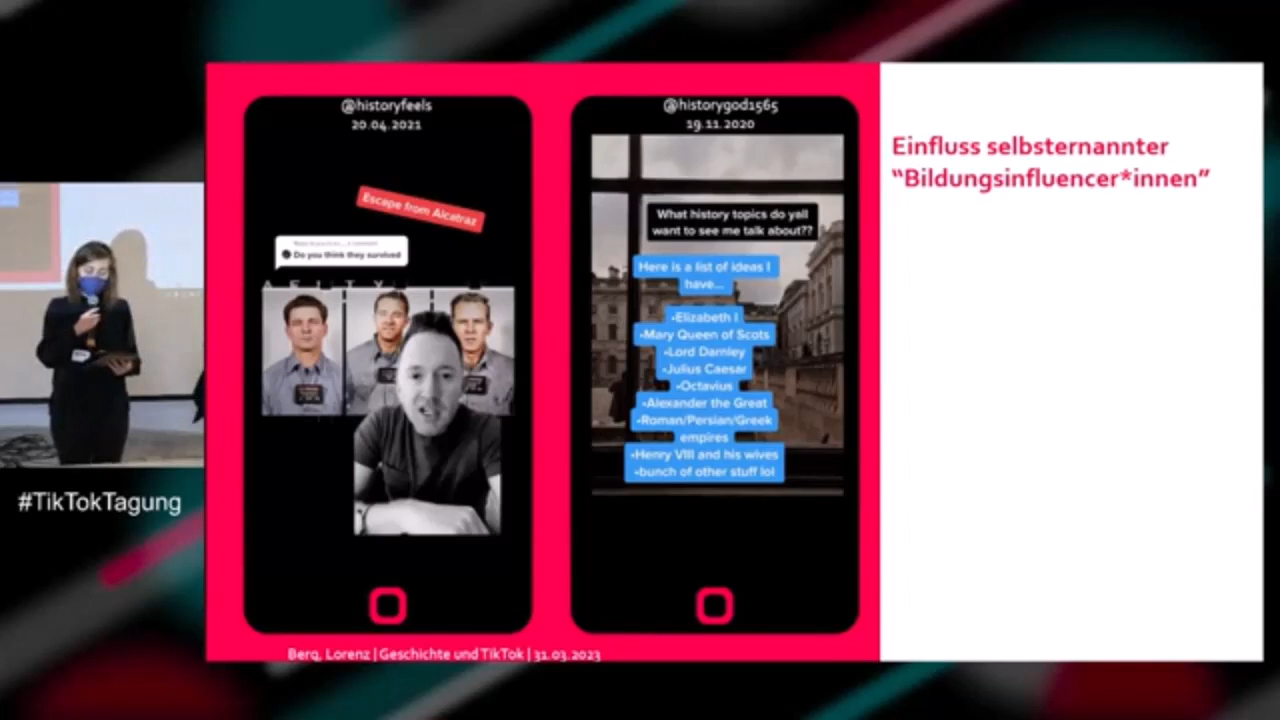 @historyfeels
20.04.2021
Escape from Alcatraz
Do you think they survived
@historygod1565
19.11.2020
What history topics do yall
want to see me talk about??
Here is a list of ideas I
have...
-Elizabeth I
-Mary Queen of Scots
-Lord Darnley
-Julius Caesar
-Octavius
-Alexander the Great
-Roman/Persian/Greek
empires
-Henry VIII and his wives
-bunch of other stuff lol
Einfluss selbsternannter
“Bildungsinfluencer*innen”
#TikTokTagung
Berg, Lorenz | Geschichte und TikTok | 31.03.2023